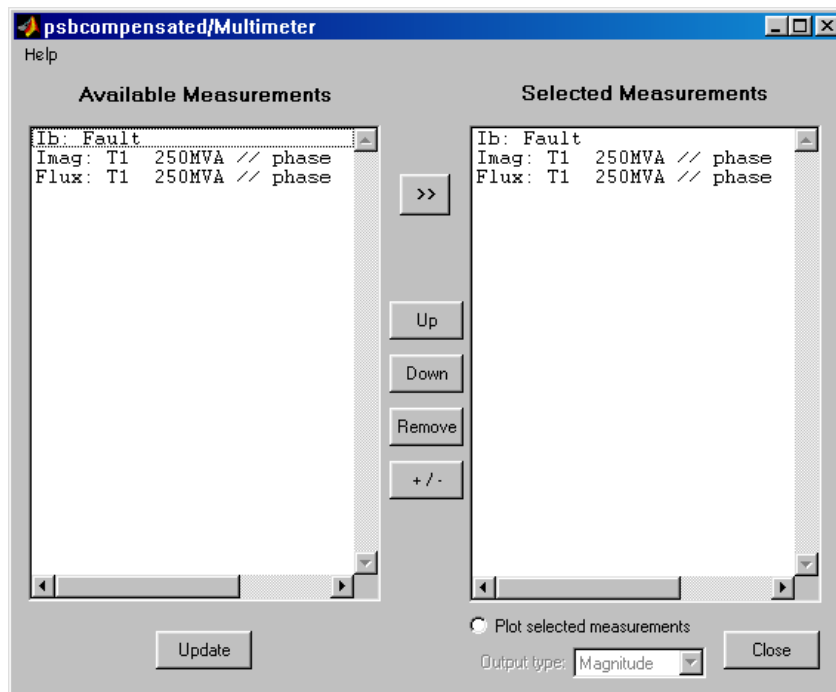 psbcompensated/Multimeter
Help
Available Measurements
Selected Measurements
Ib: Fault
Imag: T1 250MVA // phase
Flux: T1 250MVA // phase
Ib: Fault
Imag: T1 250MVA // phase
Flux: T1 250MVA // phase
>>
Up
Down
Remove
+ / -
Update
Plot selected measurements
Output type: Magnitude
Close